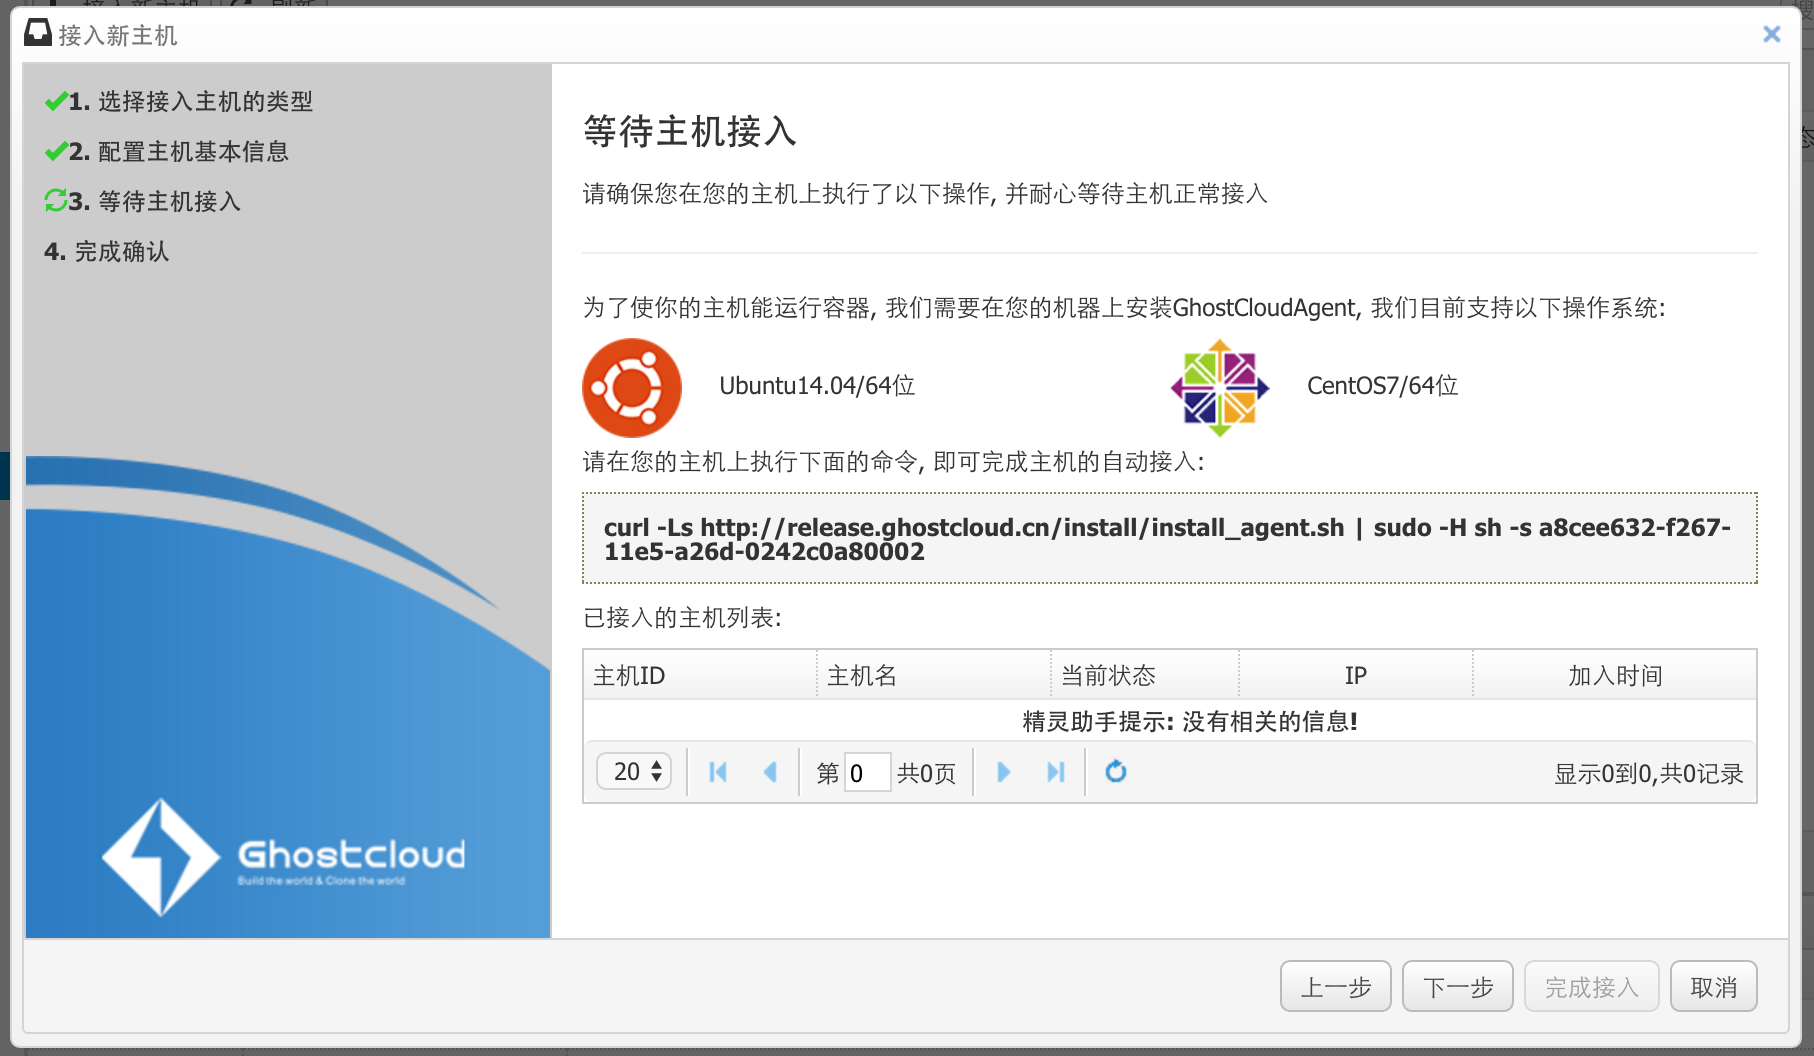 接入新主机
1. 选择接入主机的类型
2. 配置主机基本信息
3. 等待主机接入
4. 完成确认
Ghostcloud
Build the world & Clone the world
等待主机接入
请确保您在您的主机上执行了以下操作, 并耐心等待主机正常接入
为了使你的主机能运行容器, 我们需要在您的机器上安装GhostCloudAgent, 我们目前支持以下操作系统:
Ubuntu14.04/64位
CentOS7/64位
请在您的主机上执行下面的命令, 即可完成主机的自动接入:
curl -Ls http://release.ghostcloud.cn/install/install_agent.sh | sudo -H sh -s a8cee632-f267-
11e5-a26d-0242c0a80002
已接入的主机列表:
主机ID 主机名 当前状态 IP 加入时间
精灵助手提示: 没有相关的信息!
20 第 0 共0页 显示0到0,共0记录
上一步 下一步 完成接入 取消